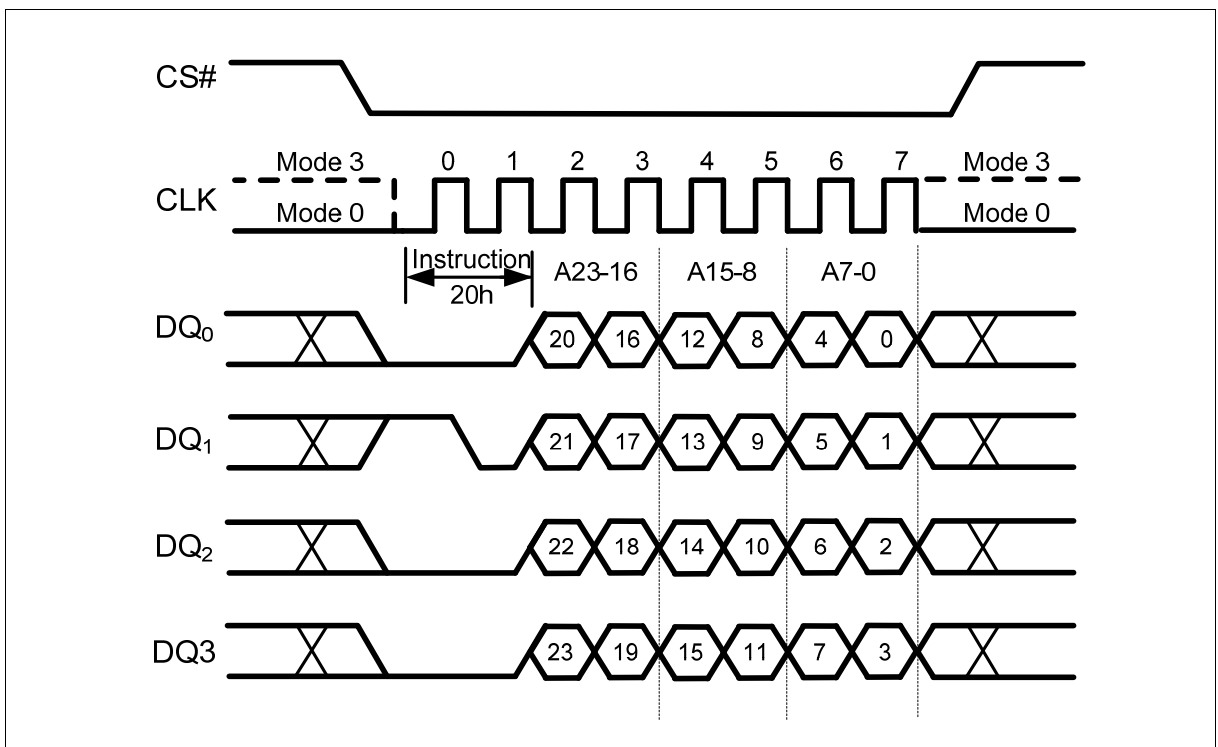 CS#
Mode 3 0 1 2 3 4 5 6 7 Mode 3
CLK
Mode 0 Mode 0
Instruction A23-16 A15-8 A7-0
20h
DQ0 20 16 12 8 4 0
DQ1 21 17 13 9 5 1
DQ2 22 18 14 10 6 2
DQ3 23 19 15 11 7 3